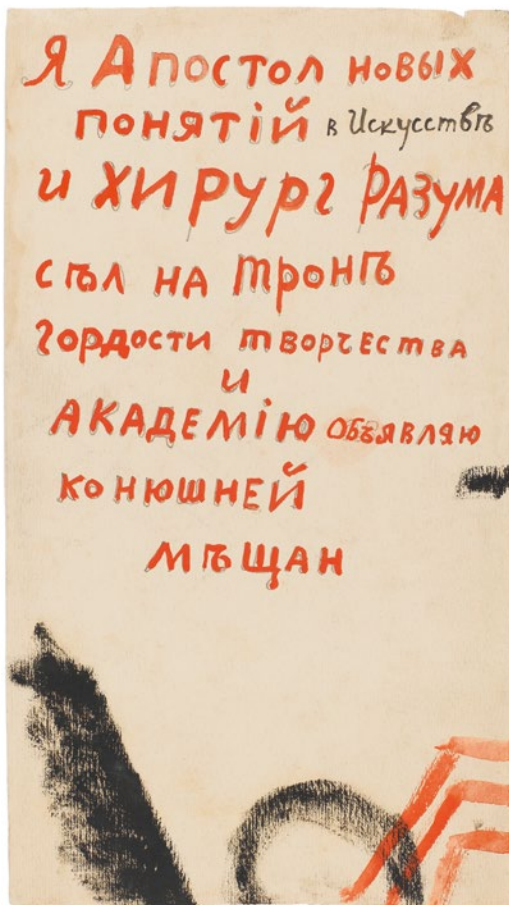 Я Апостол новых
понятій в Искусствѣ
и хирург Разума
сѣл на тронѣ
гордости творчества
и
АКАДЕМІЮ Объявляю
конюшней
мѣщан